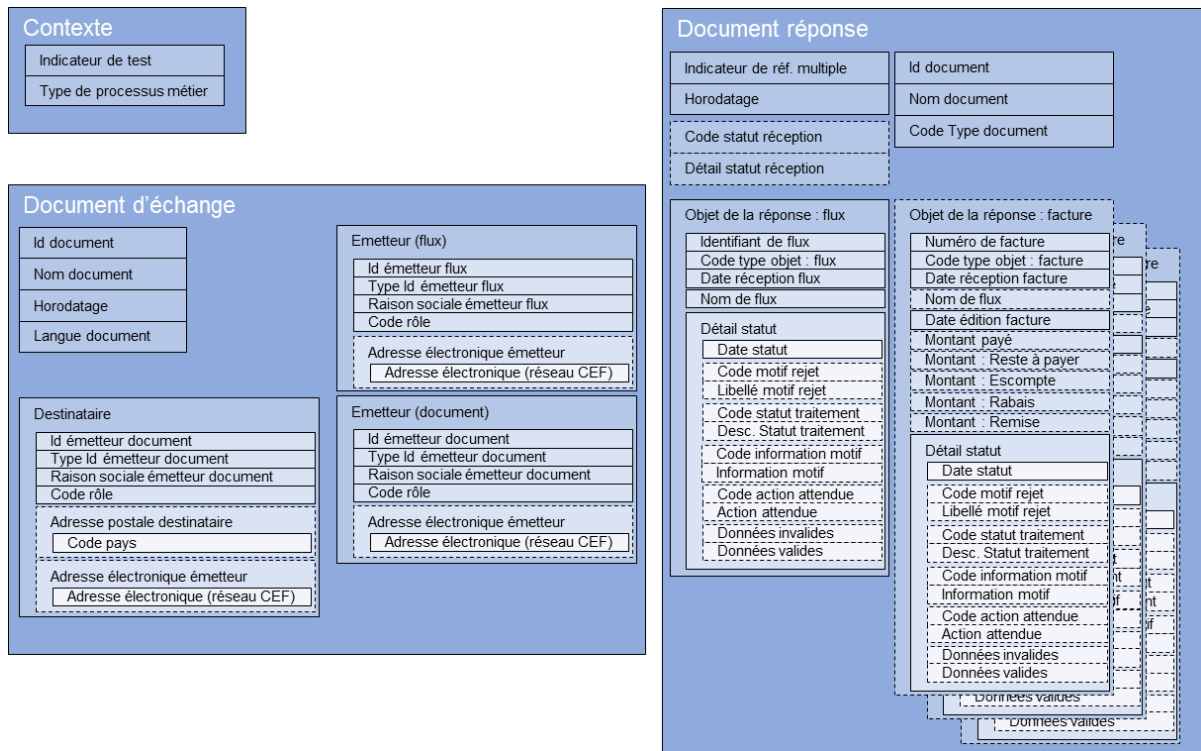 Contexte
Indicateur de test
Type de processus métier
Document d'échange
Id document
Nom document
Horodatage
Langue document
Emetteur (flux)
Id émetteur flux
Type Id émetteur flux
Raison sociale émetteur flux
Code rôle
Adresse électronique émetteur
Adresse électronique (réseau CEF)
Destinataire
Id émetteur document
Type Id émetteur document
Raison sociale émetteur document
Code rôle
Adresse postale destinataire
Code pays
Adresse électronique émetteur
Adresse électronique (réseau CEF)
Emetteur (document)
Id émetteur document
Type Id émetteur document
Raison sociale émetteur document
Code rôle
Adresse électronique émetteur
Adresse électronique (réseau CEF)
Document réponse
Indicateur de réf. multiple
Horodatage
Code statut réception
Détail statut réception
Id document
Nom document
Code Type document
Objet de la réponse : flux
Identifiant de flux
Code type objet : flux
Date réception flux
Nom de flux
Détail statut
Date statut
Code motif rejet
Libellé motif rejet
Code statut traitement
Desc. Statut traitement
Code information motif
Information motif
Code action attendue
Action attendue
Données invalides
Données valides
Objet de la réponse : facture
Numéro de facture
Code type objet : facture
Date réception facture
Nom de flux
Date édition facture
Montant payé
Montant : Reste à payer
Montant : Escompte
Montant : Rabais
Montant : Remise
Détail statut
Date statut
Code motif rejet
Libellé motif rejet
Code statut traitement
Desc. Statut traitement
Code information motif
Information motif
Code action attendue
Action attendue
Données invalides
Données valides
Données valides
Données valides